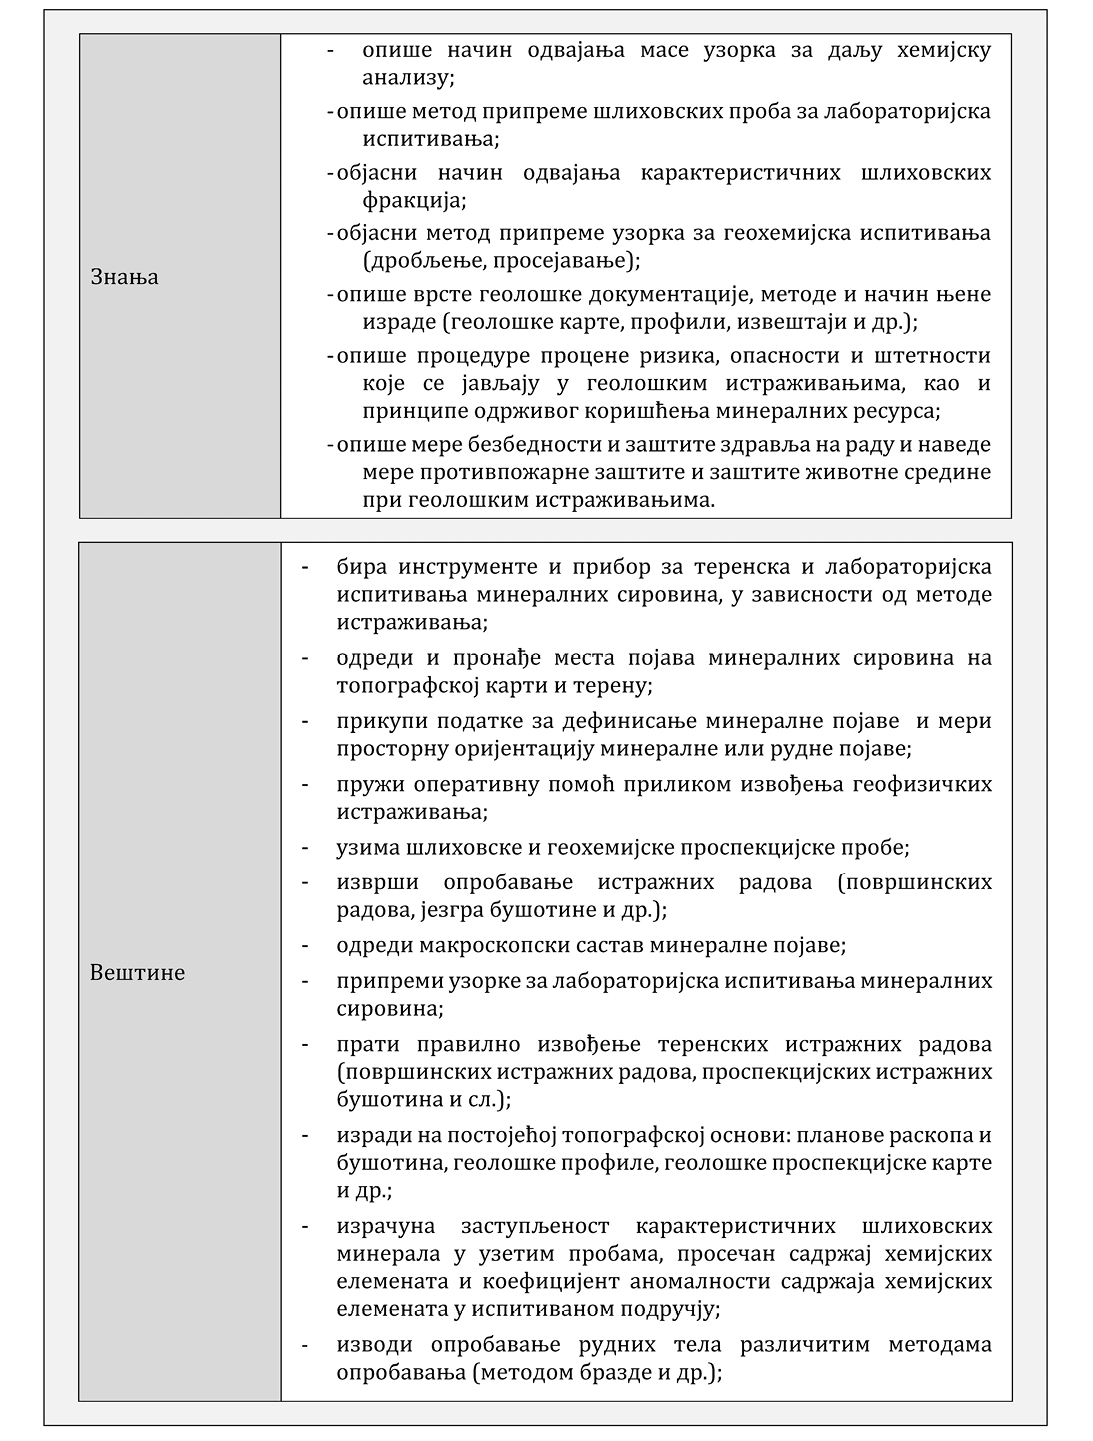 Знања
- опише начин одвајања масе узорка за даљу хемијску
анализу;
- опише метод припреме шлиховских проба за лабораторијска
испитивања;
- објасни начин одвајања карактеристичних шлиховских
фракција;
- објасни метод припреме узорка за геохемијска испитивања
(дробљење, просејавање);
- опише врсте геолошке документације, методе и начин њене
израде (геолошке карте, профили, извештаји и др.);
- опише процедуре процене ризика, опасности и штетности
које се јављају у геолошким истраживањима, као и
принципе одрживог коришћења минералних ресурса;
- опише мере безбедности и заштите здравља на раду и наведе
мере противпожарне заштите и заштите животне средине
при геолошким истраживањима.
Вештине
- бира инструменте и прибор за теренска и лабораторијска
испитивања минералних сировина, у зависности од методе
истраживања;
- одреди и пронађе места појава минералних сировина на
топографској карти и терену;
- прикупи податке за дефинисање минералне појаве и мери
просторну оријентацију минералне или рудне појаве;
- пружи оперативну помоћ приликом извођења геофизичких
истраживања;
- узима шлиховске и геохемијске проспекцијске пробе;
- изврши опробавање истражних радова (површинских
радова, језгра бушотине и др.);
- одреди макроскопски састав минералне појаве;
- припреми узорке за лабораторијска испитивања минералних
сировина;
- прати правилно извођење теренских истражних радова
(површинских истражних радова, проспекцијских истражних
бушотина и сл.);
- изради на постојећој топографској основи: планове раскопа и
бушотина, геолошке профиле, геолошке проспекцијске карте
и др.;
- израчуна заступљеност карактеристичних шлиховских
минерала у узетим пробама, просечан садржај хемијских
елемената и коефицијент аномалности садржаја хемијских
елемената у испитиваном подручју;
- изводи опробавање рудних тела различитим методама
опробавања (методом бразде и др.);